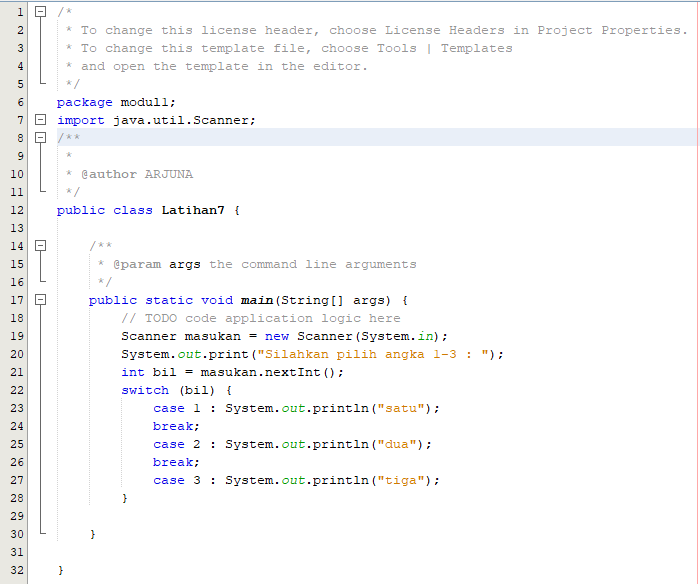 1 /*
2 * To change this license header, choose License Headers in Project Properties.
3 * To change this template file, choose Tools | Templates
4 * and open the template in the editor.
5 */
6 package modul1;
7 import java.util.Scanner;
8 /**
9 *
10 * @author ARJUNA
11 */
12 public class Latihan7 {
13
14 /**
15 * @param args the command line arguments
16 */
17 public static void main(String[] args) {
18 // TODO code application logic here
19 Scanner masukan = new Scanner(System.in);
20 System.out.print("Silahkan pilih angka 1-3 : ");
21 int bil = masukan.nextInt();
22 switch (bil) {
23 case 1 : System.out.println("satu");
24 break;
25 case 2 : System.out.println("dua");
26 break;
27 case 3 : System.out.println("tiga");
28 }
29
30 }
31
32 }